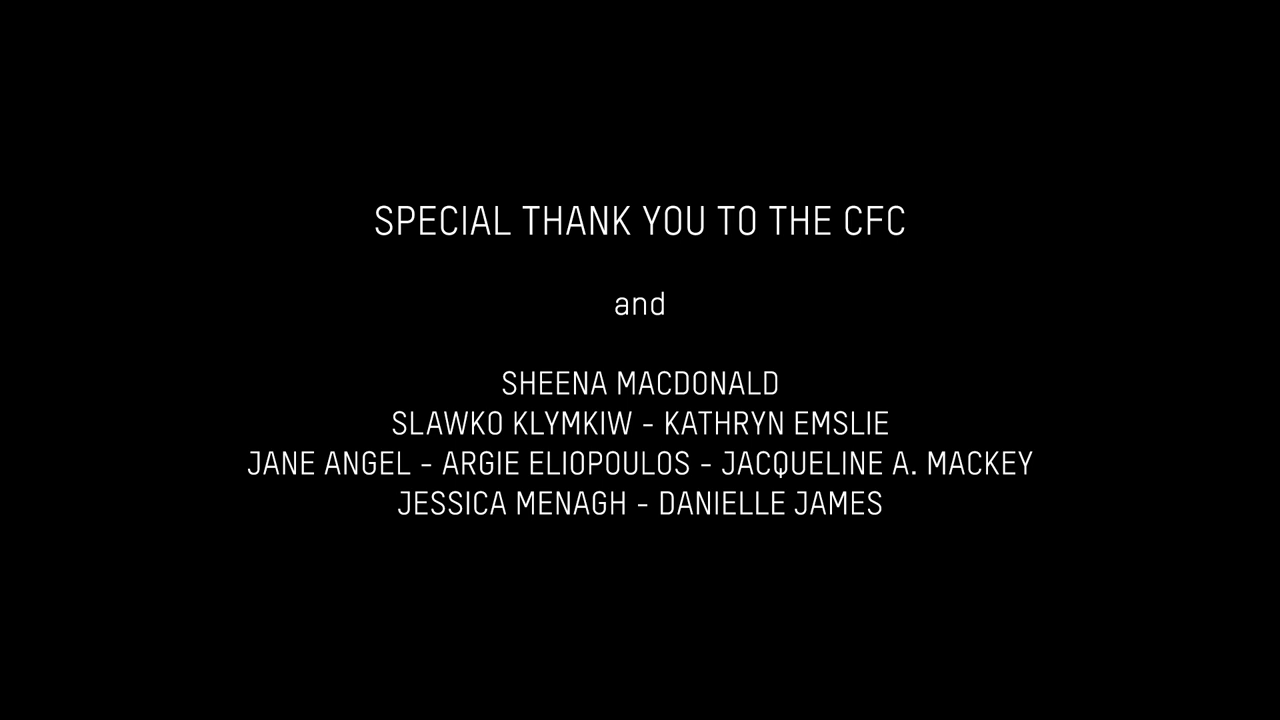 SPECIAL THANK YOU TO THE CFC
and
SHEENA MACDONALD
SLAWKO KLYMKIW - KATHRYN EMSLIE
JANE ANGEL - ARGIE ELIOPOULOS - JACQUELINE A. MACKEY
JESSICA MENAGH - DANIELLE JAMES